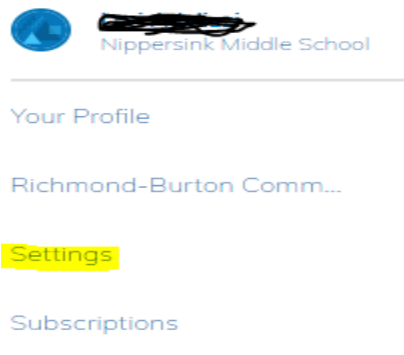 Nippersink Middle School
Your Profile
Richmond-Burton Comm...
Settings
Subscriptions